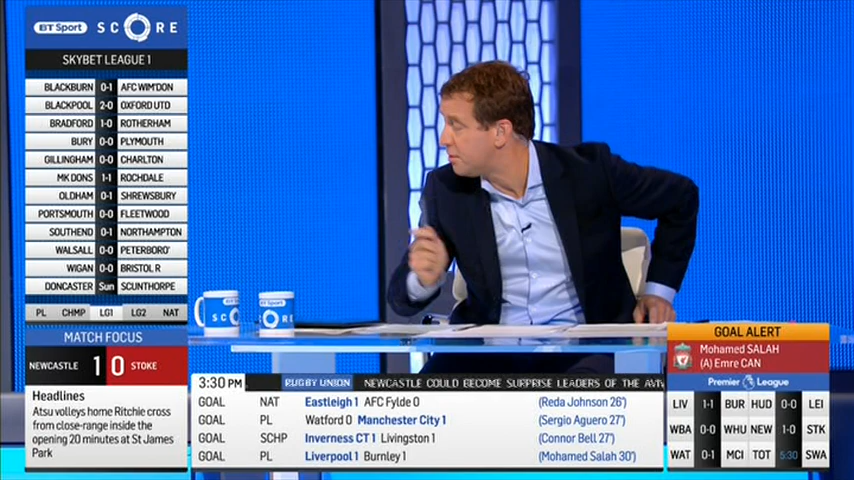 BT Sport SCORE
SKYBET LEAGUE 1
BLACKBURN 0-1 AFC WIM'DON
BLACKPOOL 2-0 OXFORD UTD
BRADFORD 1-0 ROTHERHAM
BURY 0-0 PLYMOUTH
GILLINGHAM 0-0 CHARLTON
MK DONS 1-1 ROCHDALE
OLDHAM 0-1 SHREWSBURY
PORTSMOUTH 0-0 FLEETWOOD
SOUTHEND 0-1 NORTHAMPTON
WALSALL 0-0 PETERBORO'
WIGAN 0-0 BRISTOL R
DONCASTER Sun SCUNTHORPE
PL CHMP LG1 LG2 NAT
MATCH FOCUS
NEWCASTLE 1 0 STOKE
Headlines
Atsu volleys home Ritchie cross
from close-range inside the
opening 20 minutes at St James
Park
BT Sport
SCORE
BT Sport
SCORE
3:30 PM RUGBY UNION NEWCASTLE COULD BECOME SURPRISE LEADERS OF THE
GOAL NAT Eastleigh 1 AFC Fylde 0 (Reda Johnson 26')
GOAL PL Watford 0 Manchester City 1 (Sergio Aguero 27')
GOAL SCHP Inverness CT 1 Livingston 1 (Connor Bell 27')
GOAL PL Liverpool 1 Burnley 1 (Mohamed Salah 30')
GOAL ALERT
Mohamed SALAH
(A) Emre CAN
Premier League
LIV 1-1 BUR HUD 0-0 LEI
WBA 0-0 WHU NEW 1-0 STK
WAT 0-1 MCI TOT 5:30 SWA